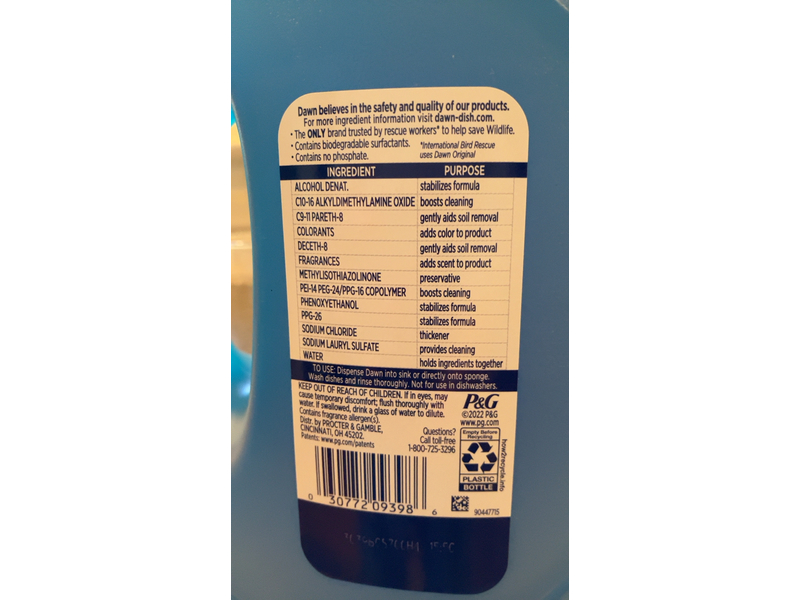 Dawn believes in the safety and quality of our products.
For more ingredient information visit dawn-dish.com.
• The ONLY brand trusted by rescue workers* to help save Wildlife.
• Contains biodegradable surfactants.
• Contains no phosphate.
*International Bird Rescue
uses Dawn Original
INGREDIENT PURPOSE
ALCOHOL DENAT. stabilizes formula
C10-16 ALKYLDIMETHYLAMINE OXIDE boosts cleaning
C9-11 PARETH-8 gently aids soil removal
COLORANTS adds color to product
DECETH-8 gently aids soil removal
FRAGRANCES adds scent to product
METHYLISOTHIAZOLINONE preservative
PEI-14 PEG-24/PPG-16 COPOLYMER boosts cleaning
PHENOXYETHANOL stabilizes formula
PPG-26 stabilizes formula
SODIUM CHLORIDE thickener
SODIUM LAURYL SULFATE provides cleaning
WATER holds ingredients together
TO USE: Dispense Dawn into sink or directly onto sponge.
Wash dishes and rinse thoroughly. Not for use in dishwashers.
KEEP OUT OF REACH OF CHILDREN. If in eyes, may
cause temporary discomfort; flush thoroughly with
water. If swallowed, drink a glass of water to dilute.
Contains fragrance allergen(s).
Distr. by PROCTER & GAMBLE,
CINCINNATI, OH 45202.
Patents: www.pg.com/patents
Questions?
Call toll-free
1-800-725-3296
P&G
©2022 P&G
www.pg.com
Empty Before
Recycling
PLASTIC
BOTTLE
how2recycle.info
0 30772 09398 6
90447715